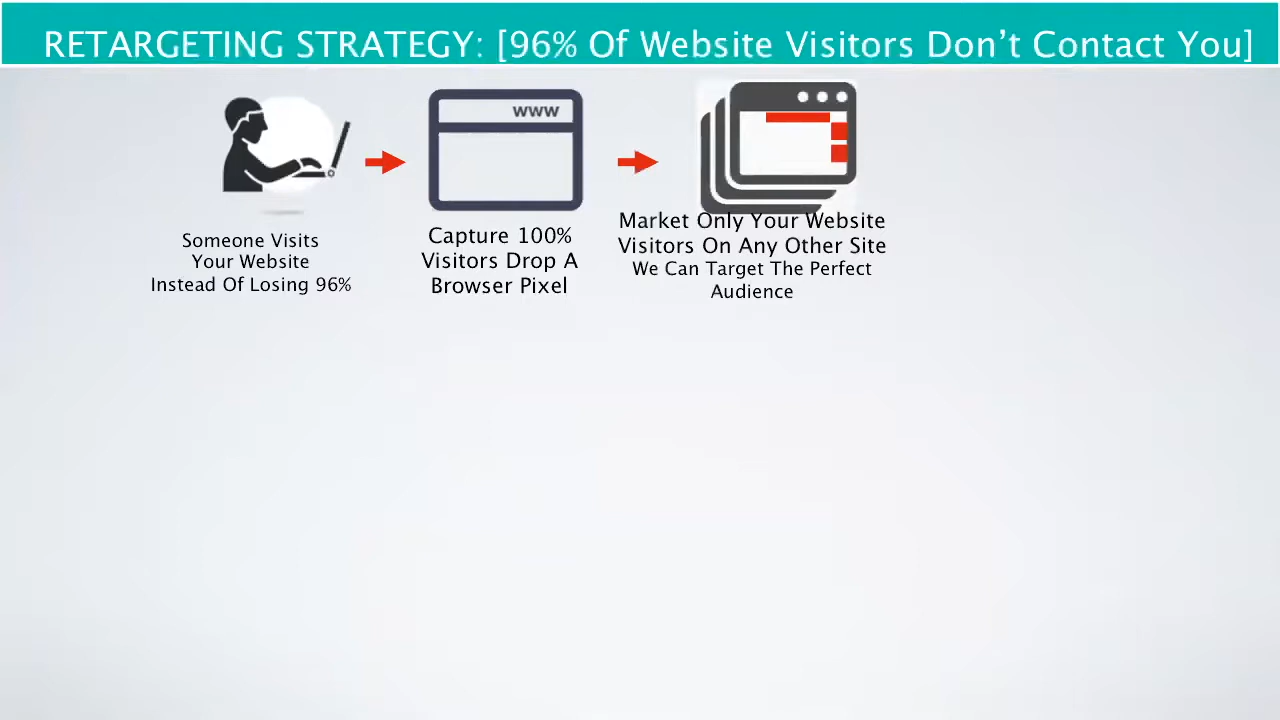 RETARGETING STRATEGY: [96% Of Website Visitors Don’t Contact You]
www
Someone Visits
Your Website
Instead Of Losing 96%
Capture 100%
Visitors Drop A
Browser Pixel
Market Only Your Website
Visitors On Any Other Site
We Can Target The Perfect
Audience